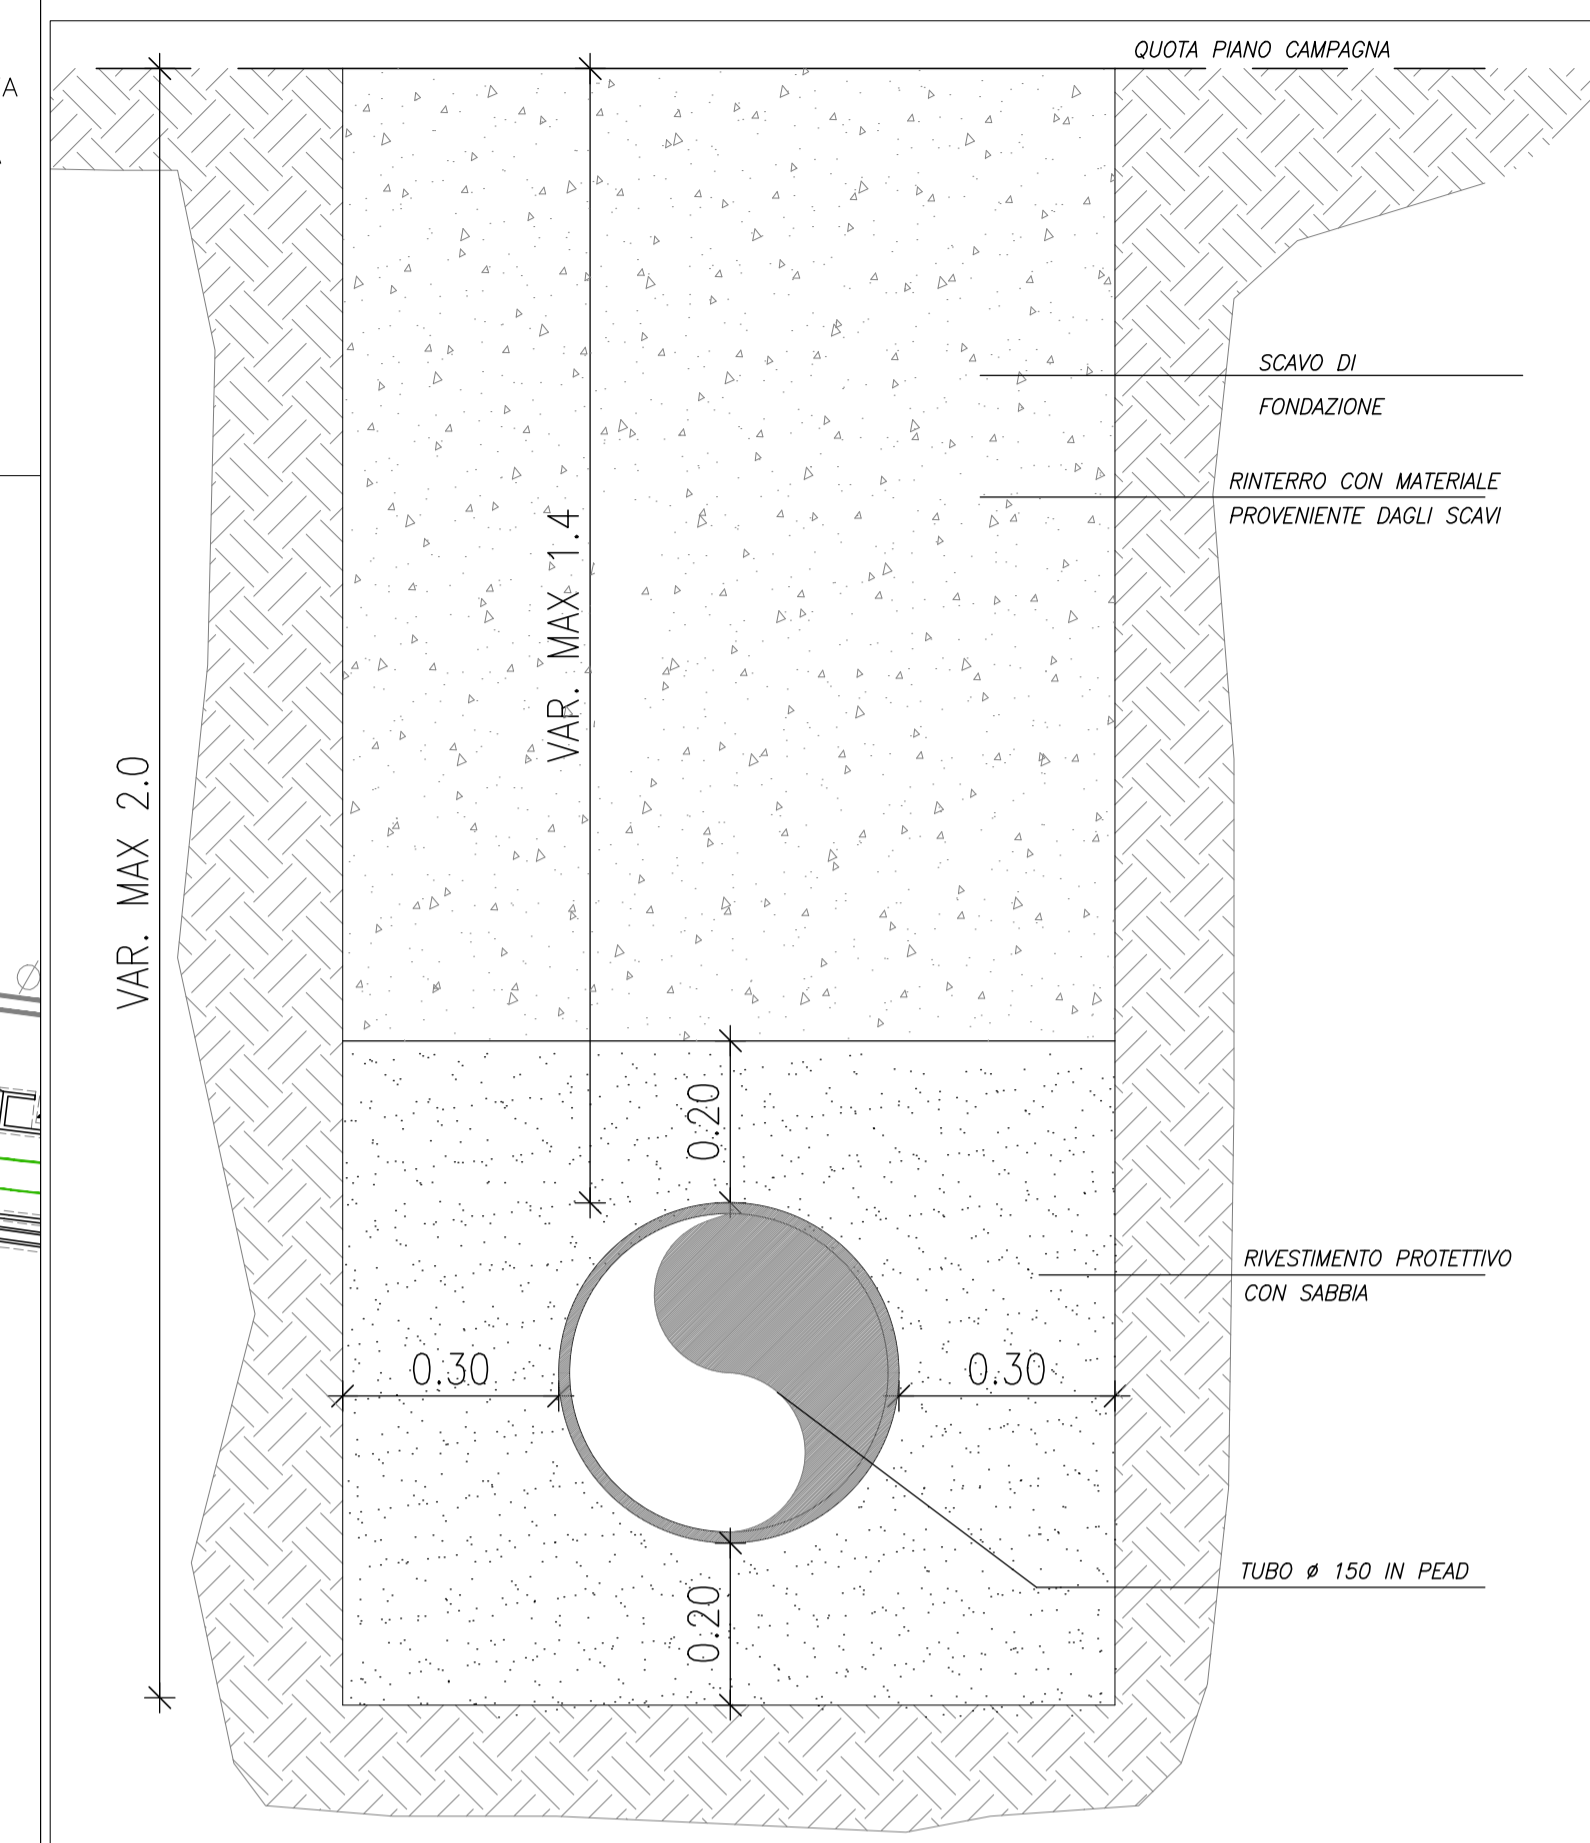 A
QUOTA PIANO CAMPAGNA
SCAVO DI
FONDAZIONE
RINTERRO CON MATERIALE
PROVENIENTE DAGLI SCAVI
VAR. MAX 1.4
VAR. MAX 2.0
0.20
RIVESTIMENTO PROTETTIVO
CON SABBIA
0.30
0.30
TUBO ø 150 IN PEAD
0.20